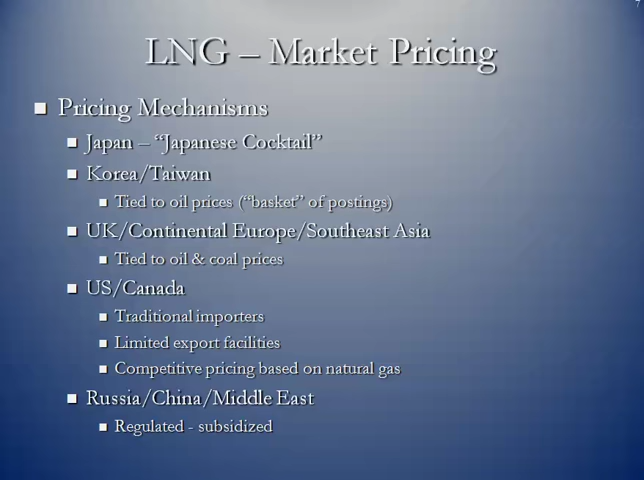 7
LNG – Market Pricing
Pricing Mechanisms
Japan – “Japanese Cocktail”
Korea/Taiwan
Tied to oil prices (“basket” of postings)
UK/Continental Europe/Southeast Asia
Tied to oil & coal prices
US/Canada
Traditional importers
Limited export facilities
Competitive pricing based on natural gas
Russia/China/Middle East
Regulated - subsidized